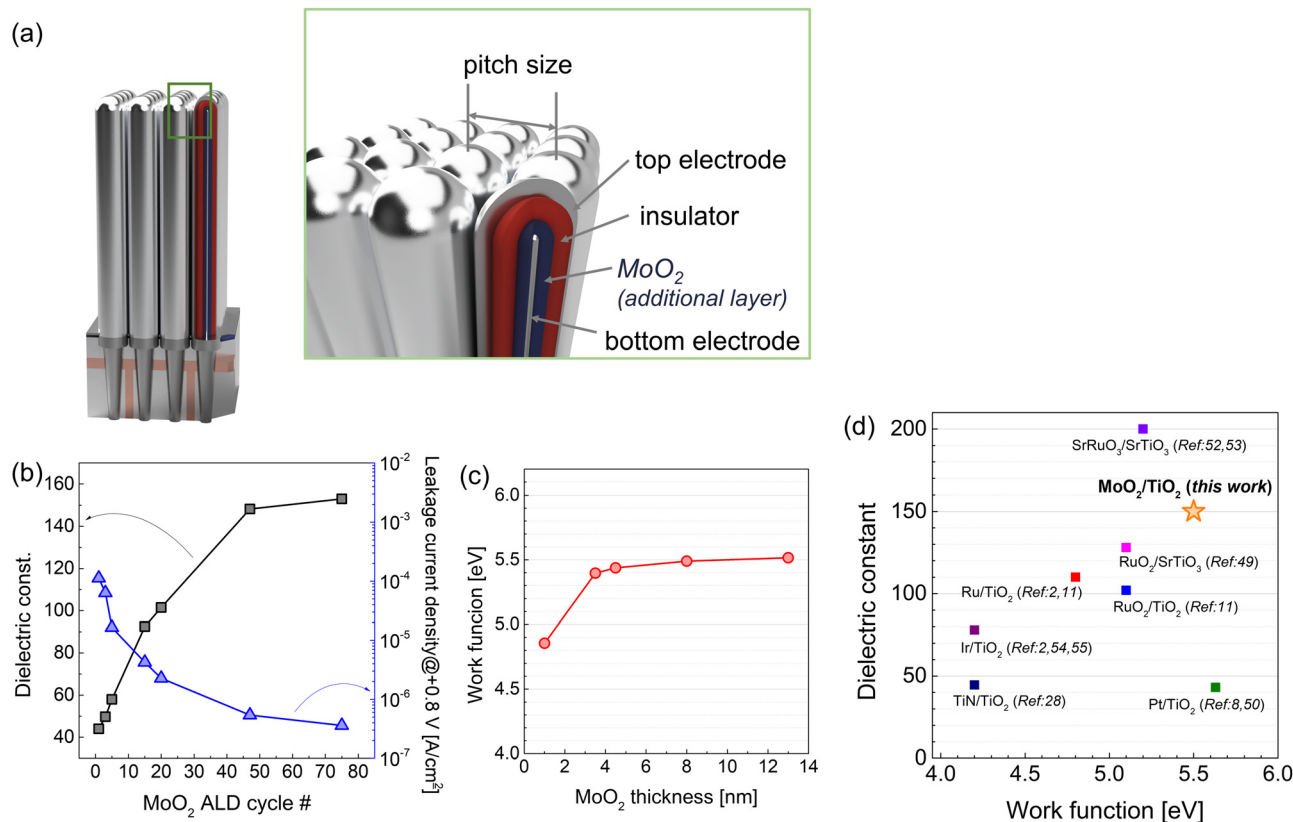 (a)
pitch size
top electrode
insulator
MoO₂
(additional layer)
bottom electrode
(b)
Dielectric const.
160
140
120
100
80
60
40
0 10 20 30 40 50 60 70 80
MoO₂ ALD cycle #
10⁻²
10⁻³
10⁻⁴
10⁻⁵
10⁻⁶
10⁻⁷
Leakage current
density@+0.8 V [A/cm²]
(c)
Work function [eV]
6.0
5.5
5.0
4.5
4.0
0 2 4 6 8 10 12 14
MoO₂ thickness [nm]
(d)
Dielectric constant
200
150
100
50
0
SrRuO₃/SrTiO₃ (Ref:52,53)
MoO₂/TiO₂ (this work)
RuO₂/SrTiO₃ (Ref:49)
Ru/TiO₂ (Ref:2,11)
RuO₂/TiO₂ (Ref:11)
Ir/TiO₂ (Ref:2,54,55)
TiN/TiO₂ (Ref:28)
Pt/TiO₂ (Ref:8,50)
4.0 4.5 5.0 5.5 6.0
Work function [eV]